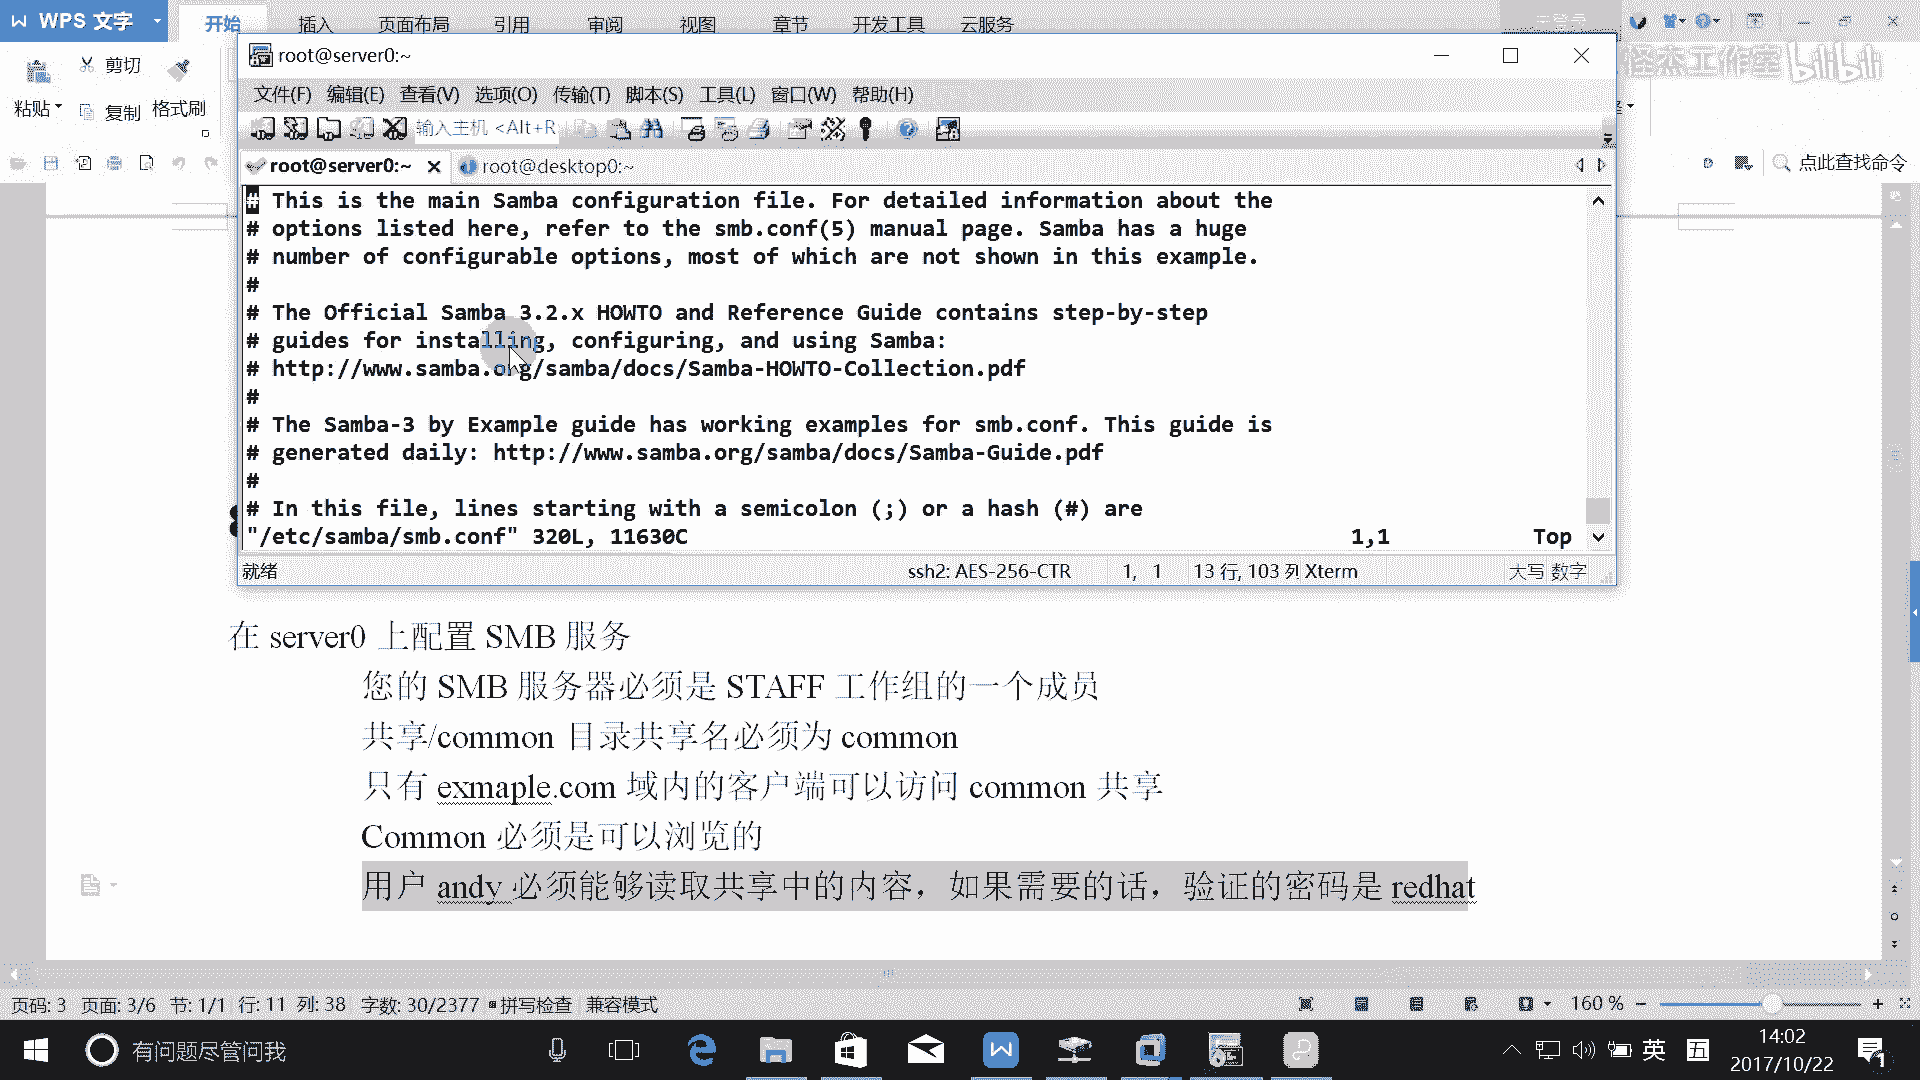 WPS 文字
开始 插入 页面布局 引用 审阅 视图 章节 开发工具 云服务
root@server0:~
怪杰工作室 bilibili
剪切
粘贴 复制 格式刷
文件(F) 编辑(E) 查看(V) 选项(O) 传输(T) 脚本(S) 工具(L) 窗口(W) 帮助(H)
输入主机 <Alt+R
root@server0:~ root@desktop0:~
点此查找命令
# This is the main Samba configuration file. For detailed information about the
# options listed here, refer to the smb.conf(5) manual page. Samba has a huge
# number of configurable options, most of which are not shown in this example.
#
# The Official Samba 3.2.x HOWTO and Reference Guide contains step-by-step
# guides for installing, configuring, and using Samba:
# http://www.samba.org/samba/docs/Samba-HOWTO-Collection.pdf
#
# The Samba-3 by Example guide has working examples for smb.conf. This guide is
# generated daily: http://www.samba.org/samba/docs/Samba-Guide.pdf
#
# In this file, lines starting with a semicolon (;) or a hash (#) are
"/etc/samba/smb.conf" 320L, 11630C 1,1 Top
就绪 ssh2: AES-256-CTR 1, 1 13 行, 103 列 Xterm 大写 数字
在 server0 上配置 SMB 服务
您的 SMB 服务器必须是 STAFF 工作组的一个成员
共享/common 目录共享名必须为 common
只有 exmaple.com 域内的客户端可以访问 common 共享
Common 必须是可以浏览的
用户 andy 必须能够读取共享中的内容，如果需要的话，验证的密码是 redhat
页码: 3 页面: 3/6 节: 1/1 行: 11 列: 38 字数: 30/2377 拼写检查 兼容模式 160 %
有问题尽管问我
英 五
14:02
2017/10/22
1